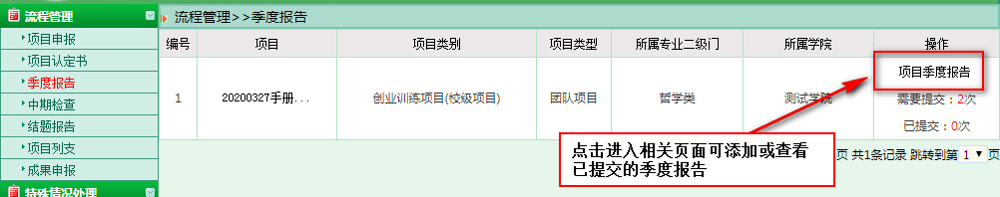 流程管理
项目申报
项目认定书
季度报告
中期检查
结题报告
项目列支
成果申报
特殊情况处理
流程管理>>季度报告
编号 项目 项目类别 项目类型 所属专业二级门 所属学院 操作
1 20200327手册... 创业训练项目(校级项目) 团队项目 哲学类 测试学院
项目季度报告
需要提交：2次
已提交：0次
页 共1条记录 跳转到第 1 页
点击进入相关页面可添加或查看
已提交的季度报告